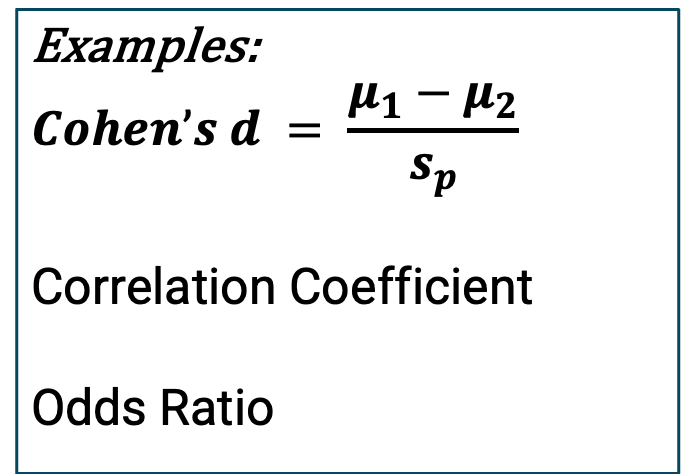 Examples:
Cohen's d = μ₁ − μ₂ / sₚ
Correlation Coefficient
Odds Ratio